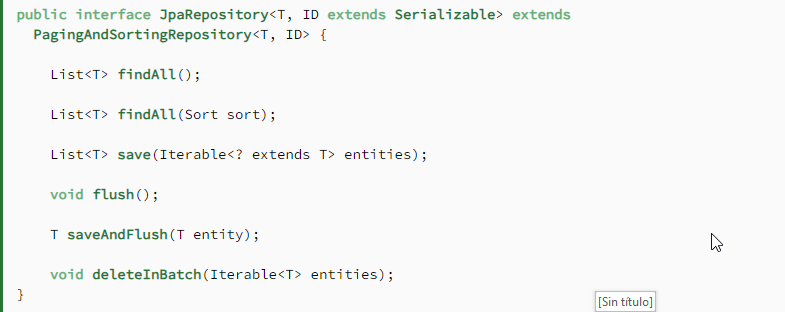 public interface JpaRepository<T, ID extends Serializable> extends
PagingAndSortingRepository<T, ID> {
List<T> findAll();
List<T> findAll(Sort sort);
List<T> save(Iterable<? extends T> entities);
void flush();
T saveAndFlush(T entity);
void deleteInBatch(Iterable<T> entities);
}
[Sin título]